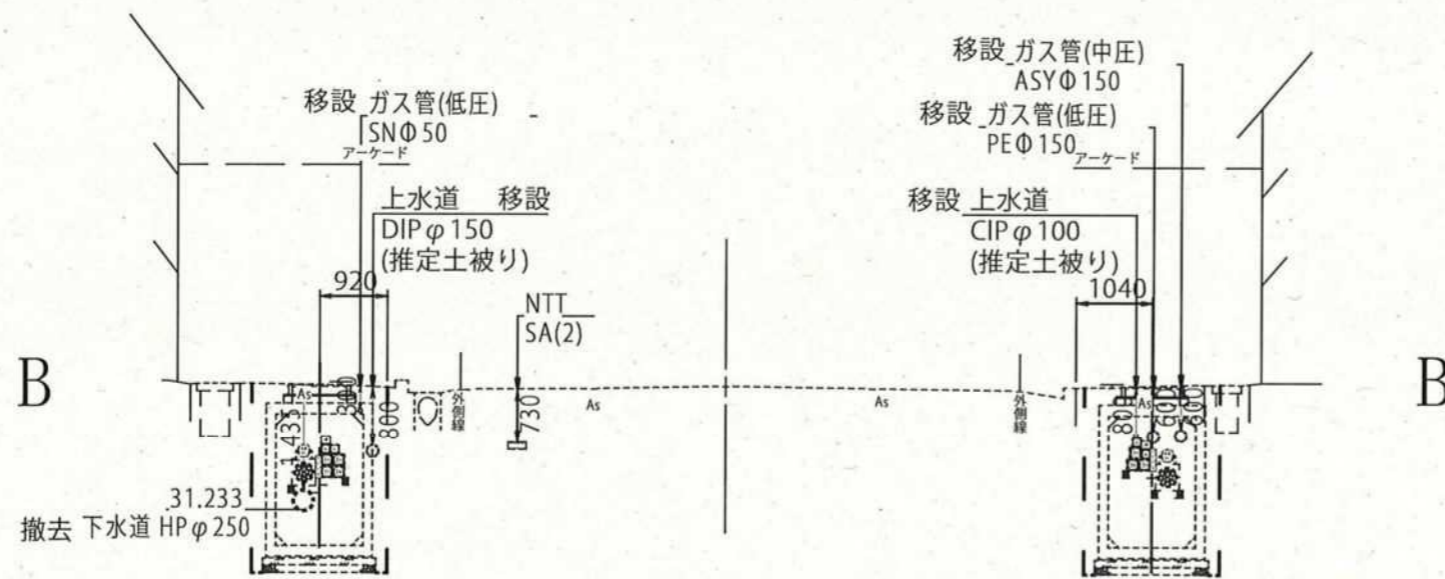 移設 ガス管(低圧)
SNΦ50
アーケード
上水道 移設
DIPφ150
(推定土被り)
920
NTT
SA(2)
730
移設 ガス管(中圧)
ASYΦ150
移設 ガス管(低圧)
PEΦ150
アーケード
移設 上水道
CIPφ100
(推定土被り)
1040
B
B
As
800
外側線
As
As
外側線
As
600
31.233
撤去 下水道 HPφ250